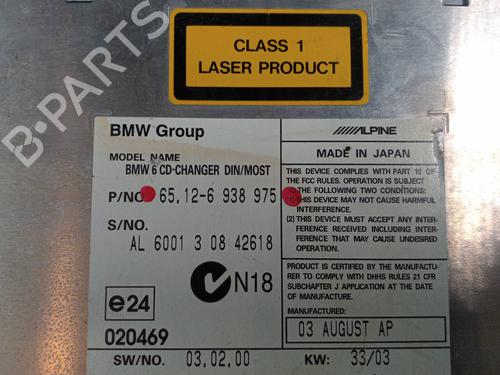 CLASS 1
LASER PRODUCT
B-PARTS
BMW Group
MODEL NAME
BMW 6 CD-CHANGER DIN/MOST
P/NO. 65,12-6 938 975
S/NO.
AL 6001 3 08 42618
e24
N18
020469
SW/NO. 03,02,00
ALPINE
MADE IN JAPAN
THIS DEVICE COMPLIES WITH PART 15 OF
THE FCC RULES. OPERATION IS SUBJECT
TO THE FOLLOWING TWO CONDITIONS:
(1) THIS DEVICE MAY NOT CAUSE HARMFUL
INTERFERENCE.
(2) THIS DEVICE MUST ACCEPT ANY INTER-
FERENCE RECEIVED INCLUDING INTER-
FERENCE THAT MAY CAUSE UNDESIRED
OPERATION.
PRODUCT IS CERTIFIED BY THE MANUFACTU-
RER TO COMPLY WITH DHHS RULES 21 CFR
SUBCHAPTER J APPLICATION AT THE DATE
OF MANUFACTURE.
MANUFACTURED:
03 AUGUST AP
KW: 33/03